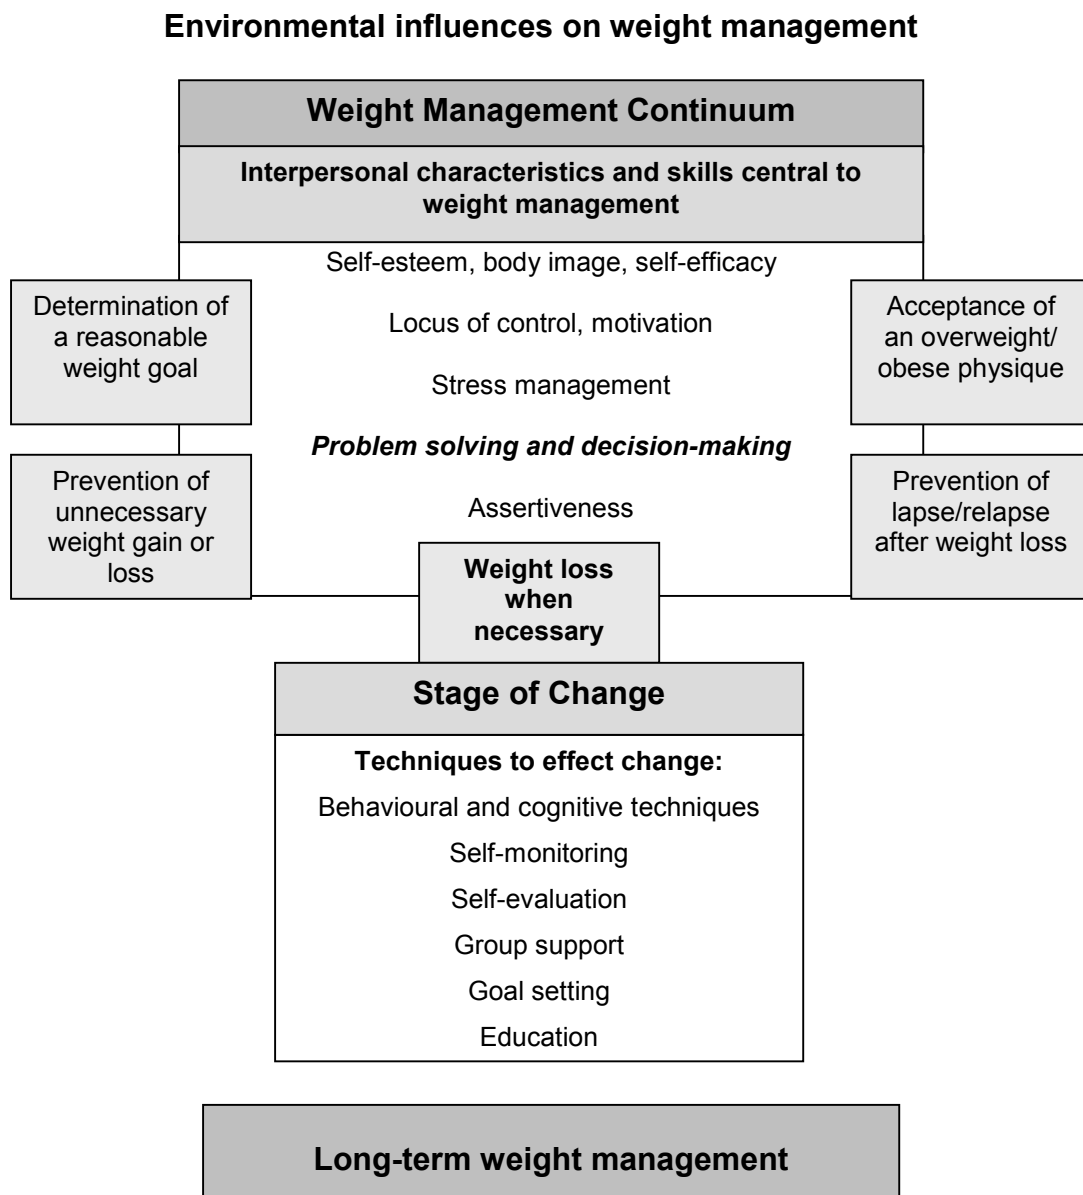 Environmental influences on weight management
Weight Management Continuum
Interpersonal characteristics and skills central to
weight management
Self-esteem, body image, self-efficacy
Locus of control, motivation
Stress management
Problem solving and decision-making
Assertiveness
Determination of
a reasonable
weight goal
Prevention of
unnecessary
weight gain or
loss
Acceptance of
an overweight/
obese physique
Prevention of
lapse/relapse
after weight loss
Weight loss
when
necessary
Stage of Change
Techniques to effect change:
Behavioural and cognitive techniques
Self-monitoring
Self-evaluation
Group support
Goal setting
Education
Long-term weight management